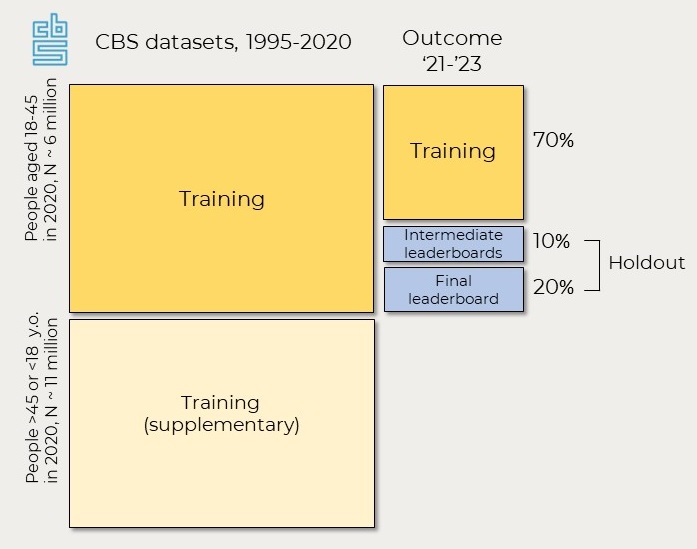 cbs
CBS datasets, 1995-2020
Outcome
‘21-’23
People aged 18-45
in 2020, N ~ 6 million
Training
Training
70%
Intermediate
leaderboards
10%
Final
leaderboard
20%
Holdout
People >45 or <18 y.o.
in 2020, N ~ 11 million
Training
(supplementary)